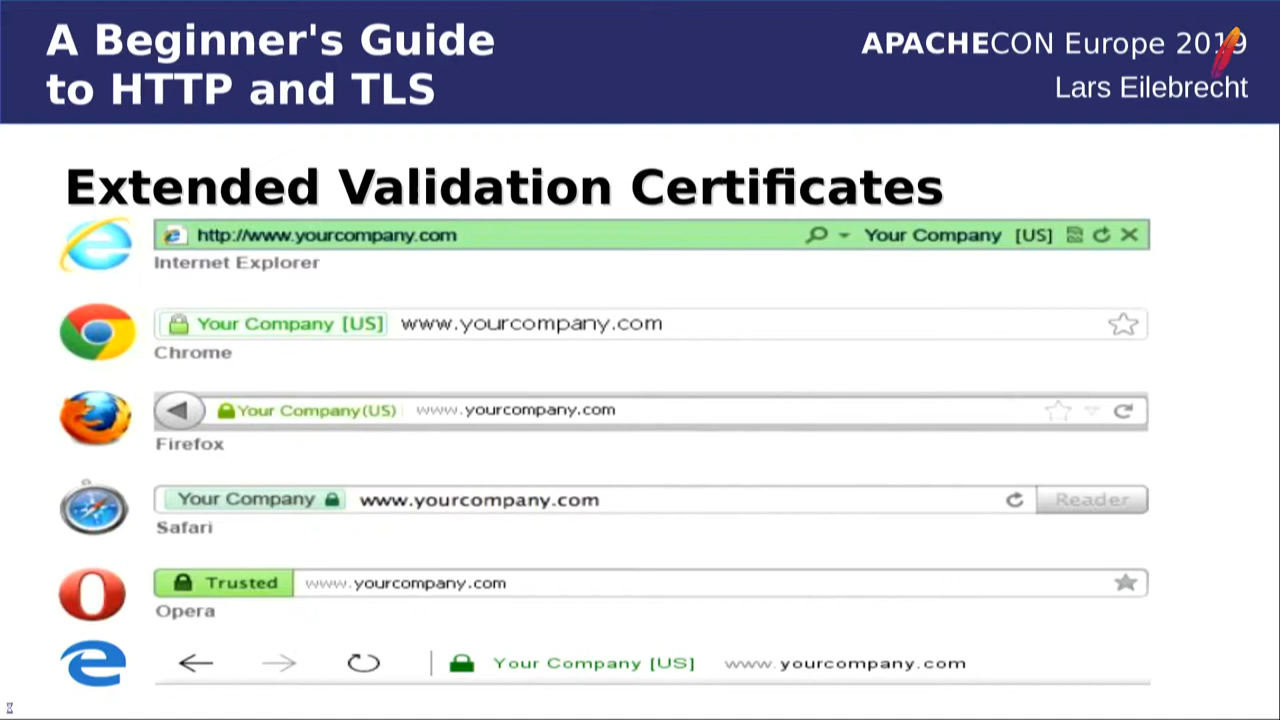 A Beginner's Guide
to HTTP and TLS
APACHECON Europe 2019
Lars Eilebrecht
Extended Validation Certificates
http://www.yourcompany.com Your Company [US]
Internet Explorer
Your Company [US] www.yourcompany.com
Chrome
Your Company(US) www.yourcompany.com
Firefox
Your Company www.yourcompany.com Reader
Safari
Trusted www.yourcompany.com
Opera
Your Company [US] www.yourcompany.com